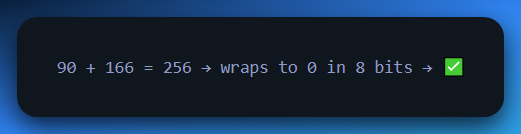 90 + 166 = 256 → wraps to 0 in 8 bits → ✅